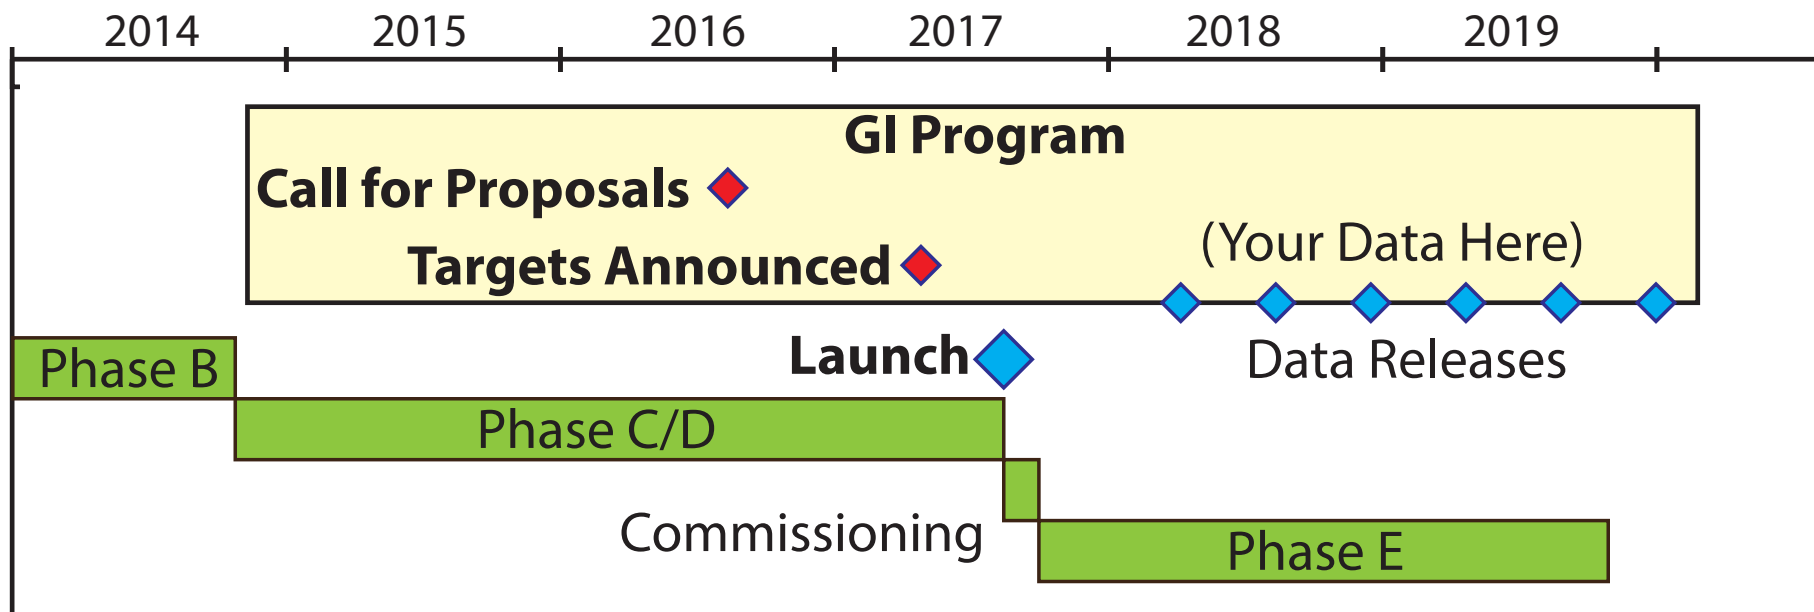 2014 2015 2016 2017 2018 2019
GI Program
Call for Proposals
(Your Data Here)
Targets Announced
Launch
Data Releases
Phase B
Phase C/D
Commissioning
Phase E